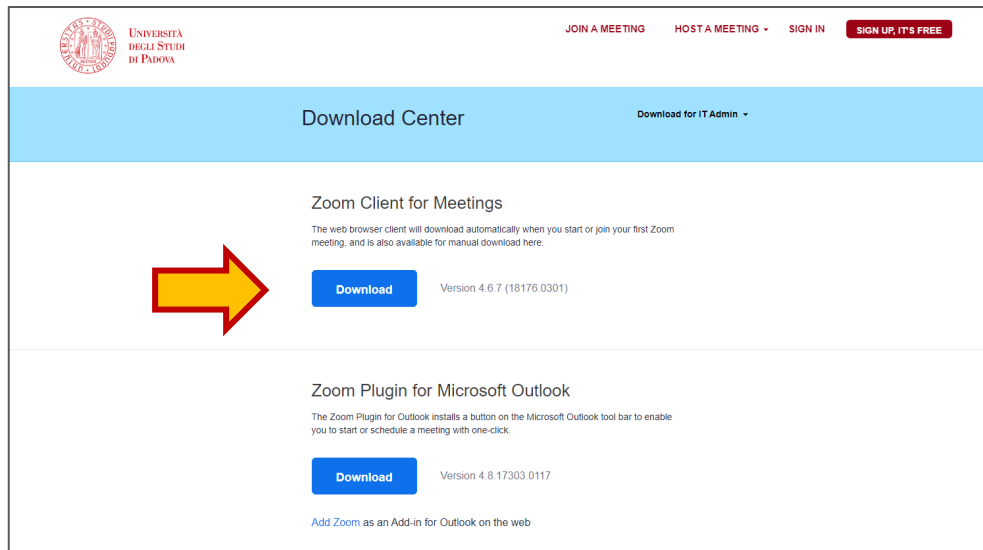 UNIVERSITÀ
DEGLI STUDI
DI PADOVA
JOIN A MEETING HOST A MEETING SIGN IN SIGN UP, IT'S FREE
Download Center Download for IT Admin
Zoom Client for Meetings
The web browser client will download automatically when you start or join your first Zoom
meeting, and is also available for manual download here.
Download Version 4.6.7 (18176.0301)
Zoom Plugin for Microsoft Outlook
The Zoom Plugin for Outlook installs a button on the Microsoft Outlook tool bar to enable
you to start or schedule a meeting with one-click.
Download Version 4.8.17303.0117
Add Zoom as an Add-in for Outlook on the web